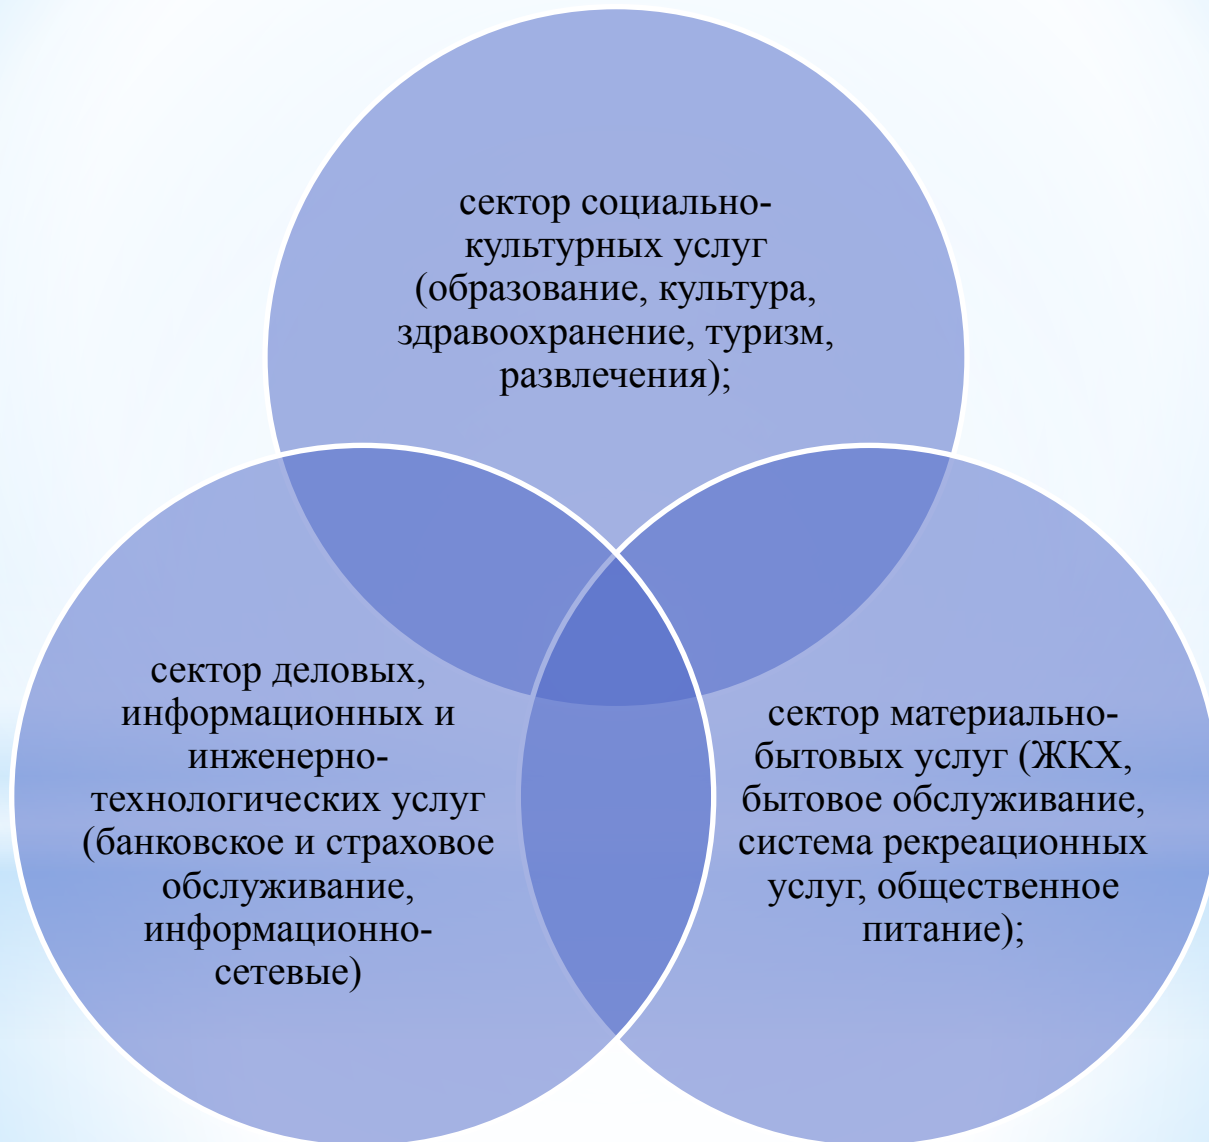 сектор социально-
культурных услуг
(образование, культура,
здравоохранение, туризм,
развлечения);
сектор деловых,
информационных и
инженерно-
технологических услуг
(банковское и страховое
обслуживание,
информационно-
сетевые)
сектор материально-
бытовых услуг (ЖКХ,
бытовое обслуживание,
система рекреационных
услуг, общественное
питание);